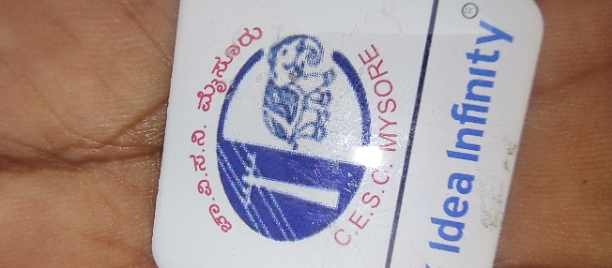 ಚಾ.ವಿ.ಸ.ನಿ. ಮೈಸೂರು
C.E.S.C. MYSORE
Idea Infinity®